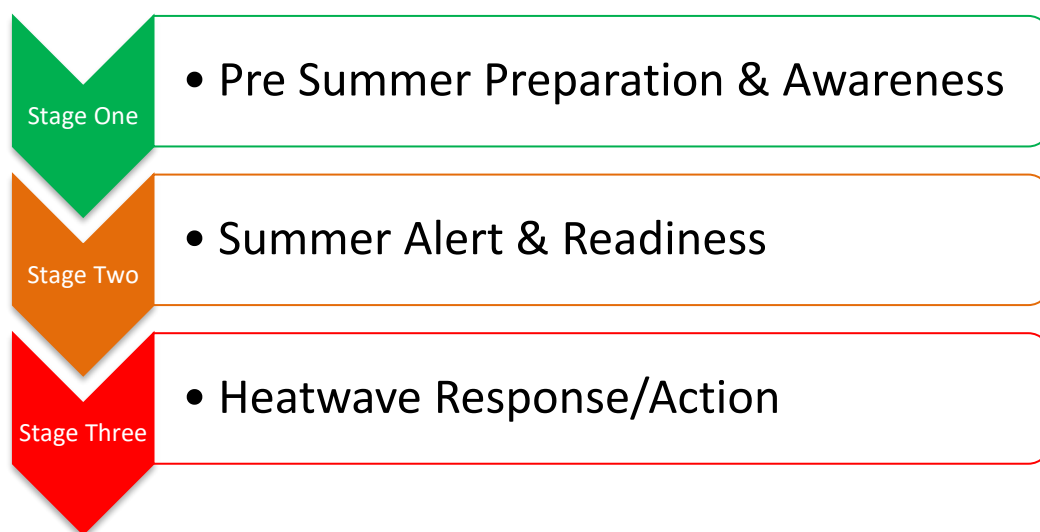 Stage One
• Pre Summer Preparation & Awareness
Stage Two
• Summer Alert & Readiness
Stage Three
• Heatwave Response/Action